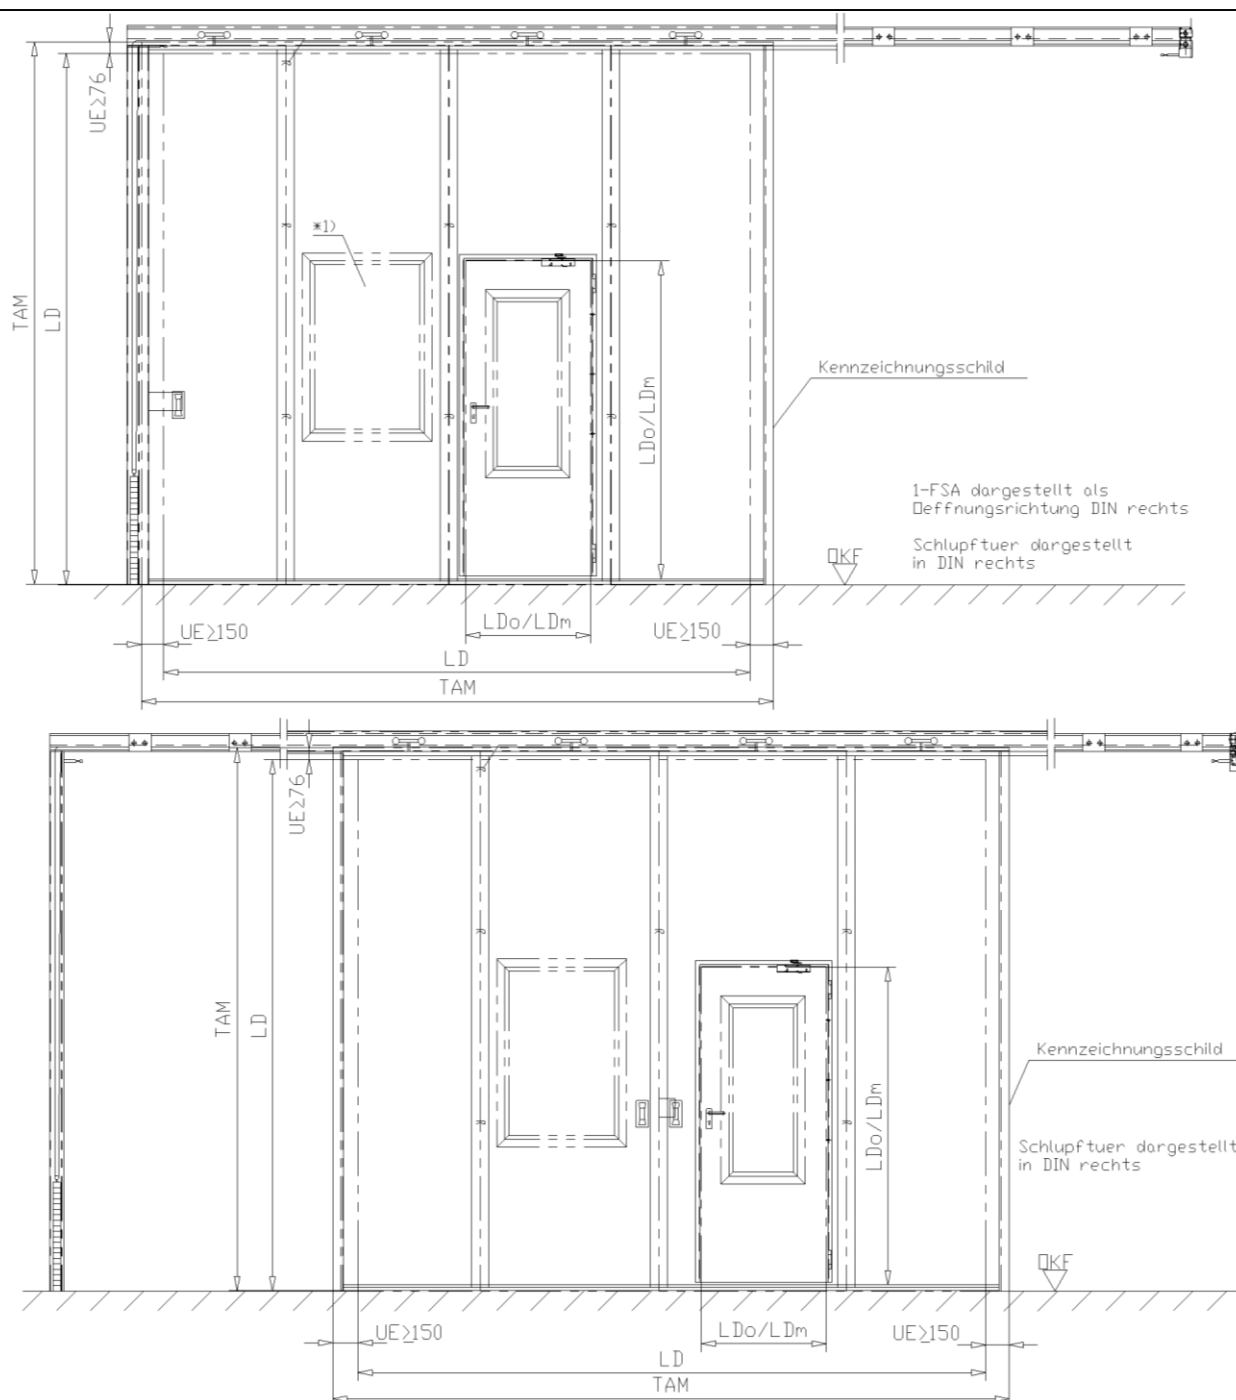 UE≥76
TAM
LD
*1)
LDo/LDm
Kennzeichnungsschild
1-FSA dargestellt als
Oeffnungsrichtung DIN rechts
Schlupftuer dargestellt
in DIN rechts
OKF
UE≥150
LDo/LDm
UE≥150
LD
TAM
UE≥76
TAM
LD
LDo/LDm
Kennzeichnungsschild
Schlupftuer dargestellt
in DIN rechts
OKF
UE≥150
LDo/LDm
UE≥150
LD
TAM